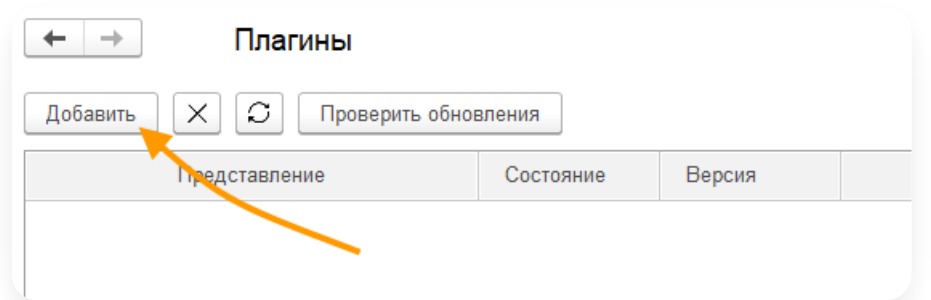 Плагины
Добавить Проверить обновления
Представление Состояние Версия